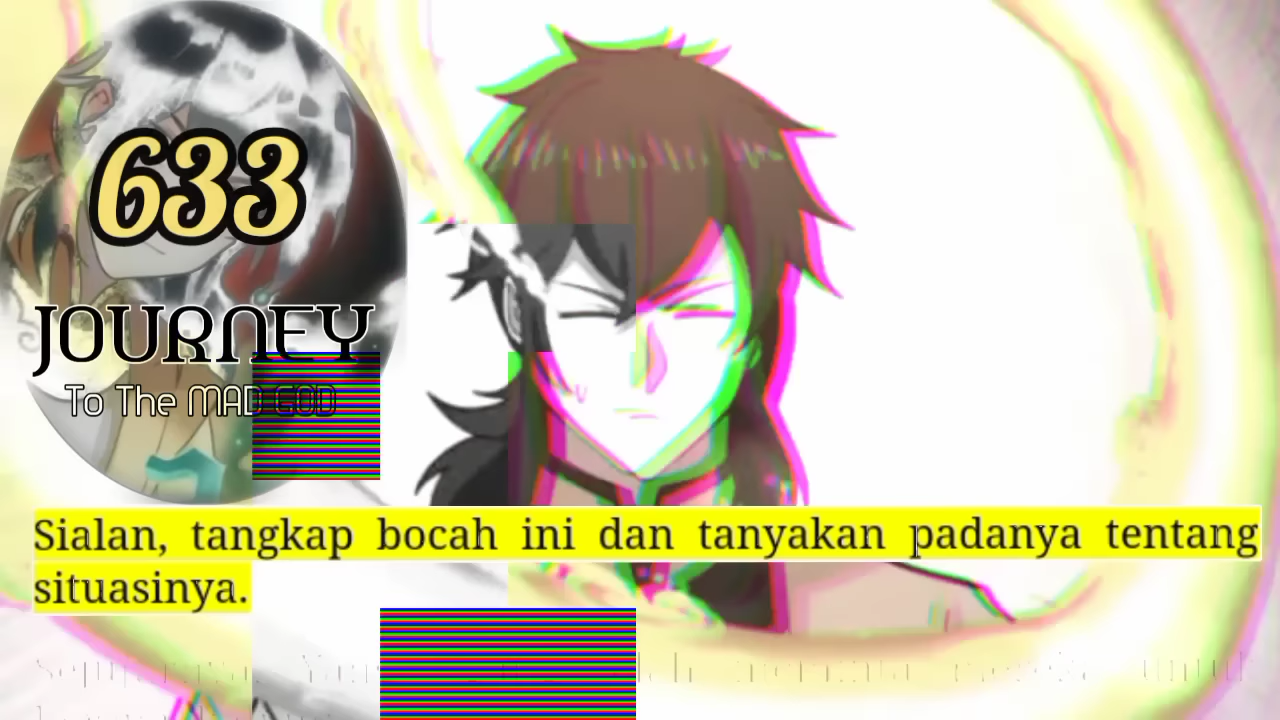 633
JOURNEY
To The MAD GOD
Sialan, tangkap bocah ini dan tanyakan padanya tentang
situasinya.